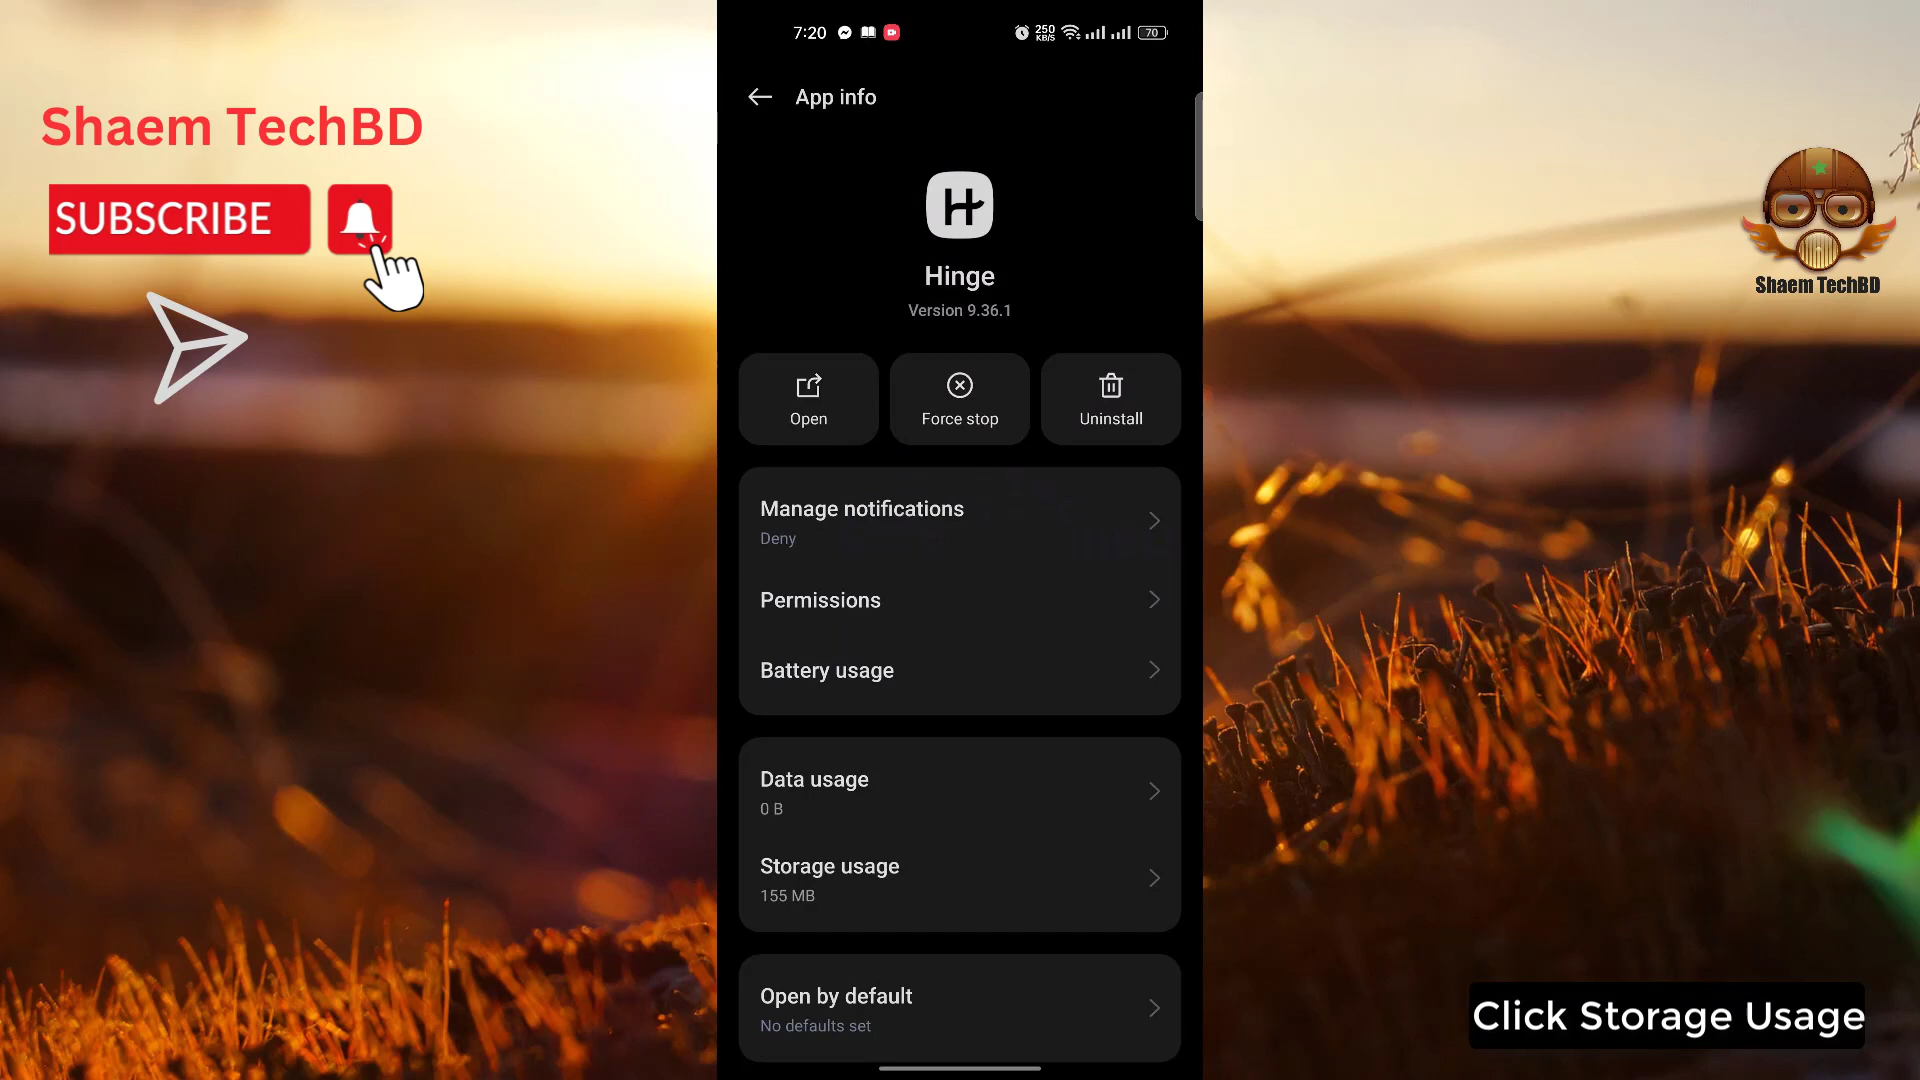 Shaem TechBD
SUBSCRIBE
7:20
250
KB/S
70
App info
H
Hinge
Version 9.36.1
Open
Force stop
Uninstall
Manage notifications
Deny
Permissions
Battery usage
Data usage
0 B
Storage usage
155 MB
Open by default
No defaults set
Shaem TechBD
Click Storage Usage